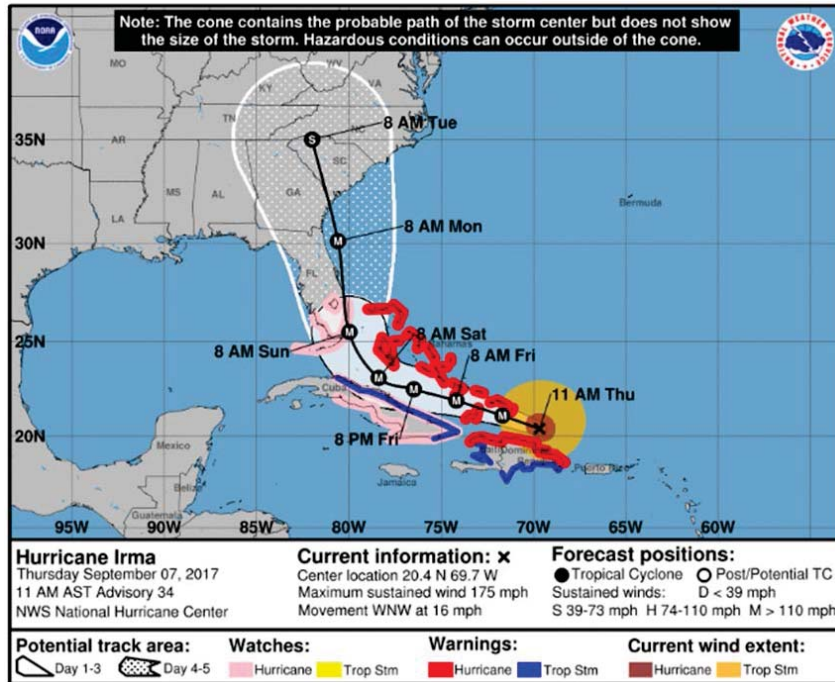 Note: The cone contains the probable path of the storm center but does not show
the size of the storm. Hazardous conditions can occur outside of the cone.
NOAA
NATIONAL WEATHER SERVICE
MO
WV
KY
VA
8 AM Tue
TN
NC
35N
AR
S
SC
MS
AL
GA
LA
Bermuda
8 AM Mon
30N
M
FL
25N
M
8 AM Sun
8 AM Sat
Bahamas
8 AM Fri
M
M
M
M
11 AM Thu
Cuba
8 PM Fri
20N
Mexico
Haiti
Puerto Rico
Jamaica
Belize
Guatemala
95W 90W 85W 80W 75W 70W 65W 60W
Hurricane Irma
Thursday September 07, 2017
11 AM AST Advisory 34
NWS National Hurricane Center
Current information: ×
Center location 20.4 N 69.7 W
Maximum sustained wind 175 mph
Movement WNW at 16 mph
Forecast positions:
Tropical Cyclone Post/Potential TC
Sustained winds: D < 39 mph
S 39-73 mph H 74-110 mph M > 110 mph
Potential track area:
Day 1-3 Day 4-5
Watches:
Hurricane Trop Stm
Warnings:
Hurricane Trop Stm
Current wind extent:
Hurricane Trop Stm